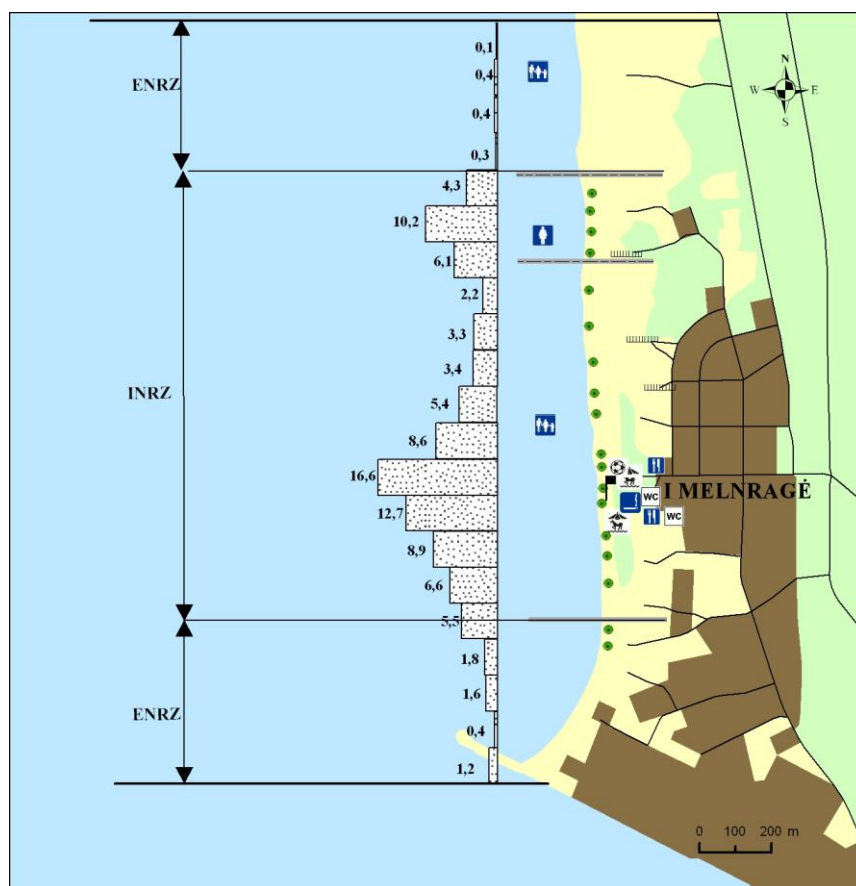 0,1
N
ENRZ
0,4
W E
S
0,4
0,3
4,3
10,2
6,1
2,2
3,3
3,4
INRZ
5,4
8,6
16,6
I MELNRAGĖ
WC
12,7
WC
8,9
6,6
5,5
1,8
1,6
ENRZ
0,4
1,2
0 100 200 m